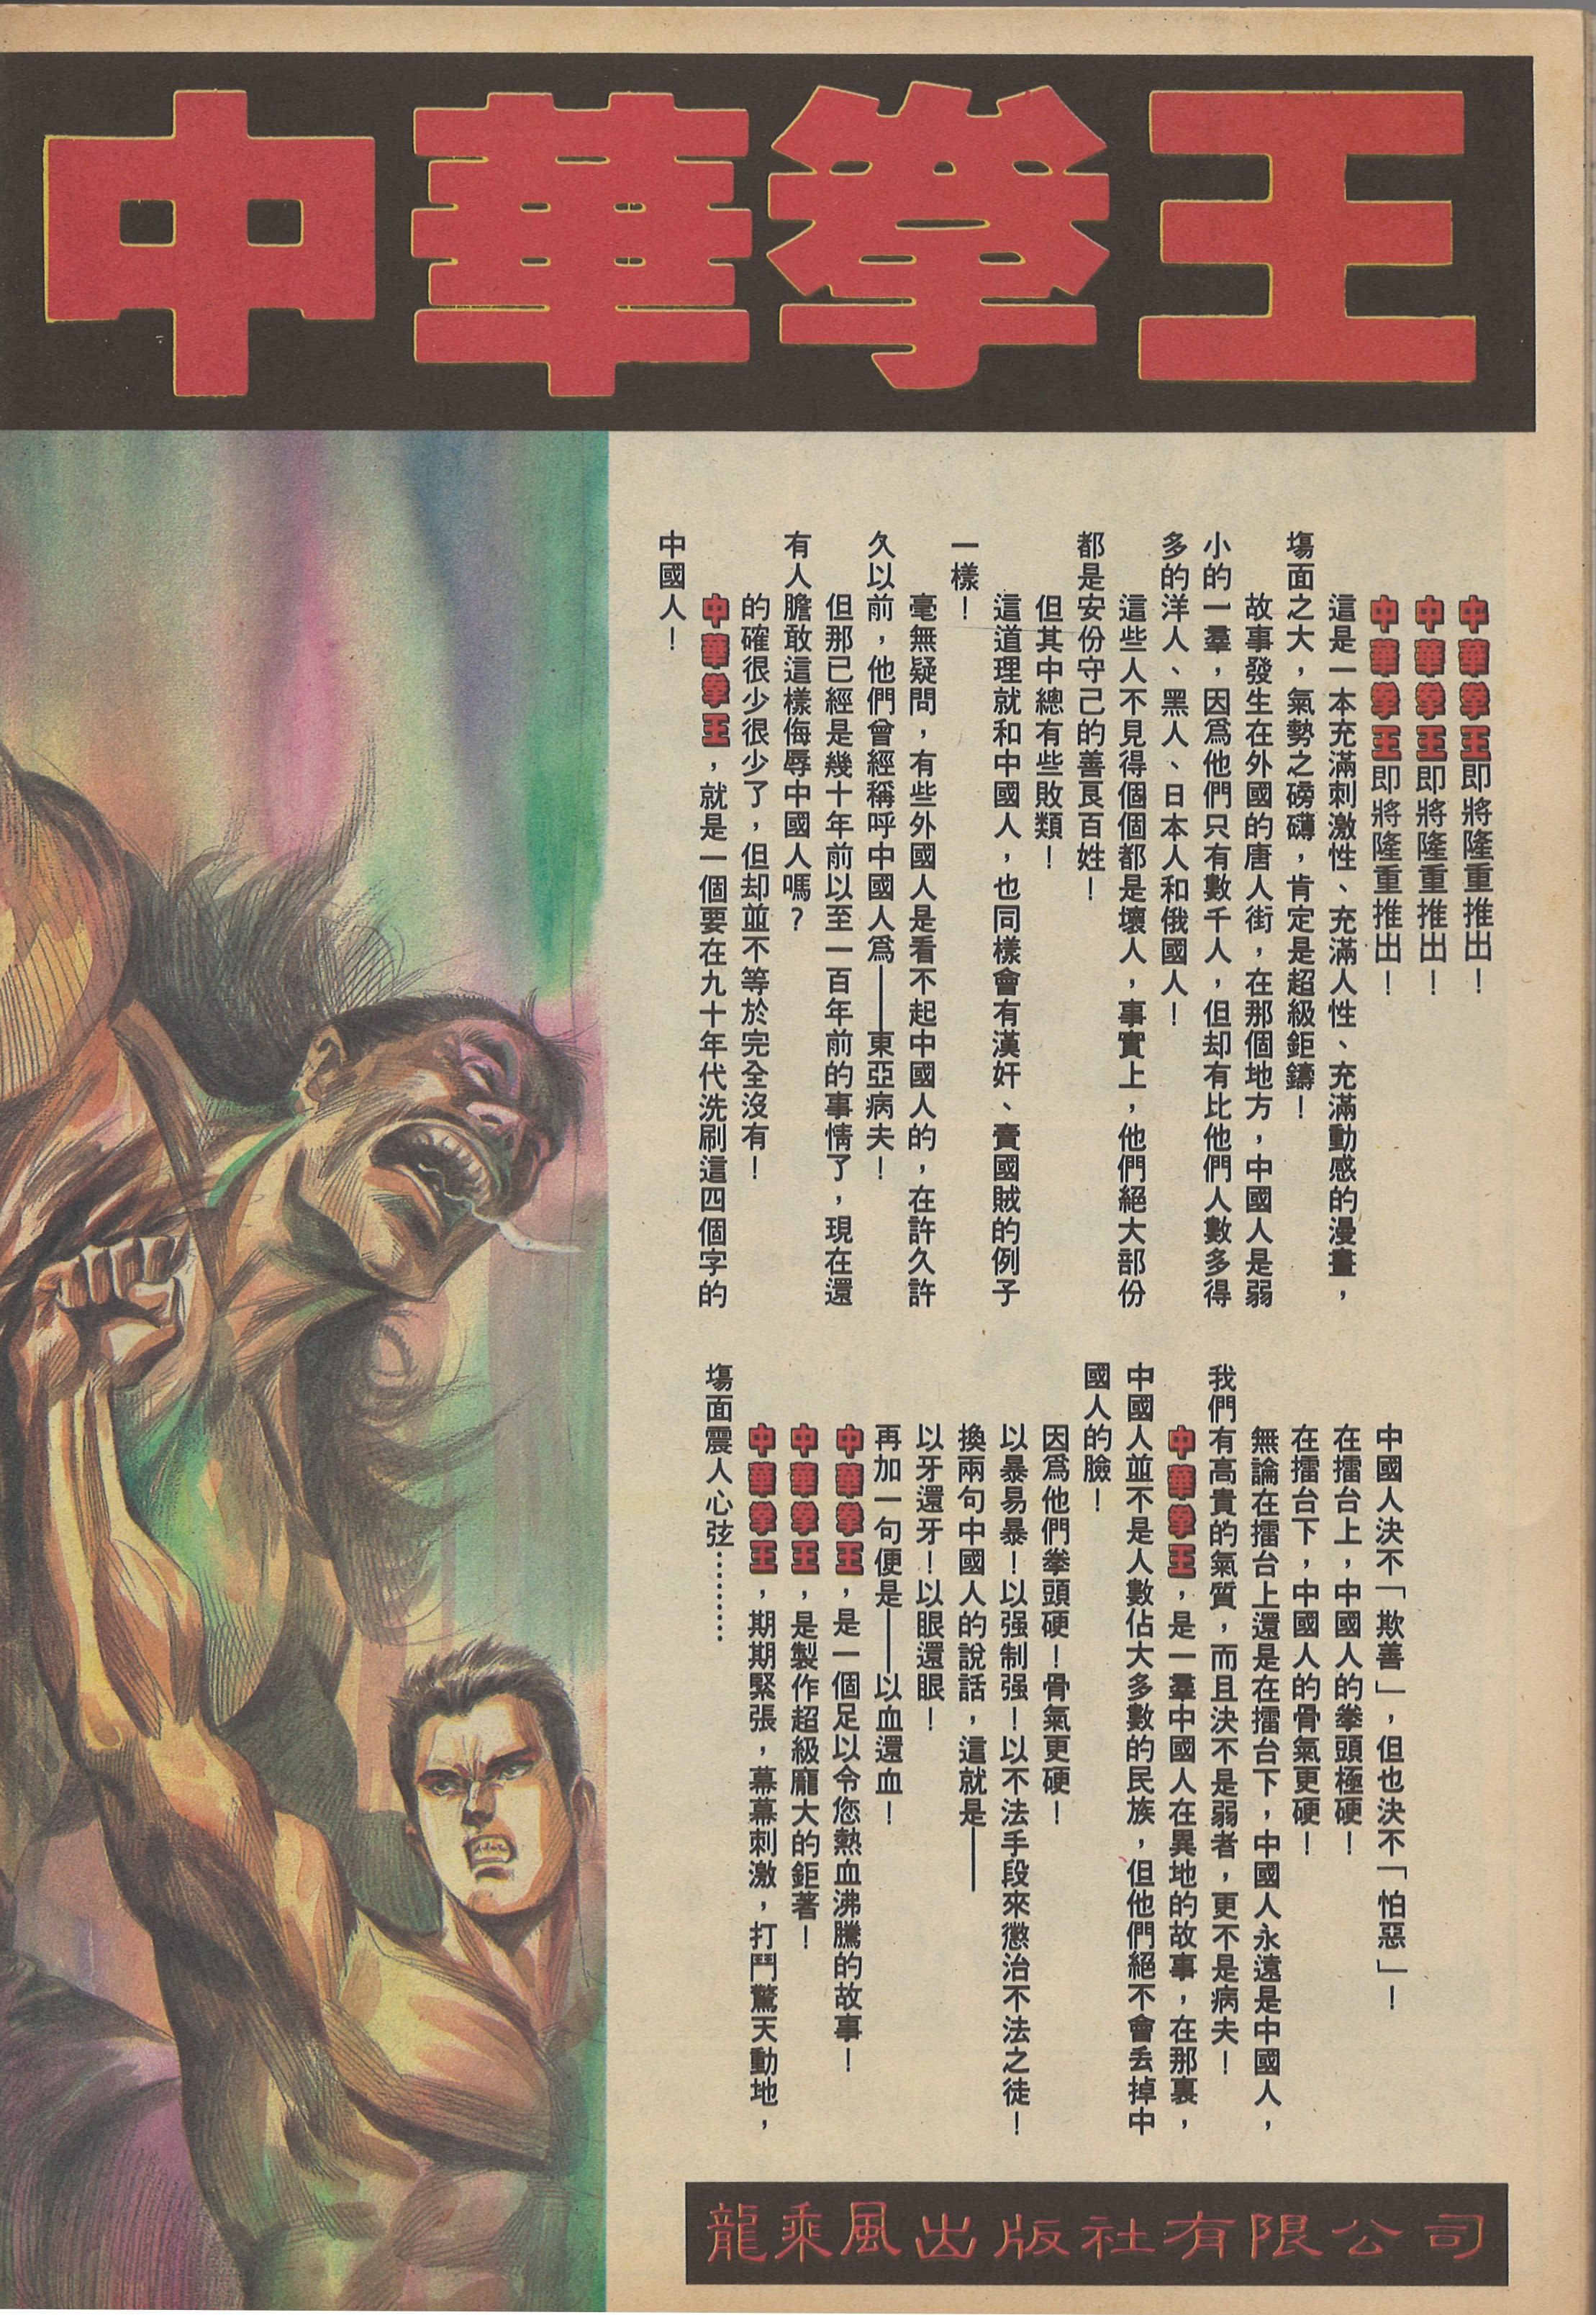 中華拳王
中華拳王即將隆重推出！
中華拳王即將隆重推出！
中華拳王即將隆重推出！
這是一本充滿刺激性、充滿人性、充滿動感的漫畫，
場面之大，氣勢之磅礴，肯定是超級鉅鑄！
故事發生在外國的唐人街，在那個地方，中國人是弱
小的一羣，因爲他們只有數千人，但却有比他們人數多得
多的洋人、黑人、日本人和俄國人！
這些人不見得個個都是壞人，事實上，他們絕大部份
都是安份守己的善良百姓！
但其中總有些敗類！
這道理就和中國人，也同樣會有漢奸、賣國賊的例子
一樣！
毫無疑問，有些外國人是看不起中國人的，在許久許
久以前，他們曾經稱呼中國人爲——東亞病夫！
但那已經是幾十年前以至一百年前的事情了，現在還
有人膽敢這樣侮辱中國人嗎？
的確很少很少了，但却並不等於完全沒有！
中華拳王，就是一個要在九十年代洗刷這四個字的
中國人！
中國人決不「欺善」，但也決不「怕惡」！
在擂台上，中國人的拳頭極硬！
在擂台下，中國人的骨氣更硬！
無論在擂台上還是在擂台下，中國人永遠是中國人，
我們有高貴的氣質，而且決不是弱者，更不是病夫！
中華拳王，是一羣中國人在異地的故事，在那裏，
中國人並不是人數佔大多數的民族，但他們絕不會丢掉中
國人的臉！
因爲他們拳頭硬！骨氣更硬！
以暴易暴！以强制强！以不法手段來懲治不法之徒！
換兩句中國人的說話，這就是——
以牙還牙！以眼還眼！
再加一句便是——以血還血！
中華拳王，是一個足以令您熱血沸騰的故事！
中華拳王，是製作超級龐大的鉅著！
中華拳王，期期緊張，幕幕刺激，打鬥驚天動地，
場面震人心弦………
龍乘風出版社有限公司